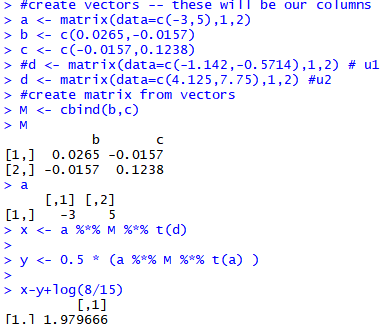 > #create vectors -- these will be our columns
> a <- matrix(data=c(-3,5),1,2)
> b <- c(0.0265,-0.0157)
> c <- c(-0.0157,0.1238)
> #d <- matrix(data=c(-1.142,-0.5714),1,2) # u1
> d <- matrix(data=c(4.125,7.75),1,2) #u2
> #create matrix from vectors
> M <- cbind(b,c)
> M
b c
[1,] 0.0265 -0.0157
[2,] -0.0157 0.1238
> a
[,1] [,2]
[1,] -3 5
> x <- a %*% M %*% t(d)
>
> y <- 0.5 * (a %*% M %*% t(a) )
>
> x-y+log(8/15)
[,1]
[1,] 1.979666